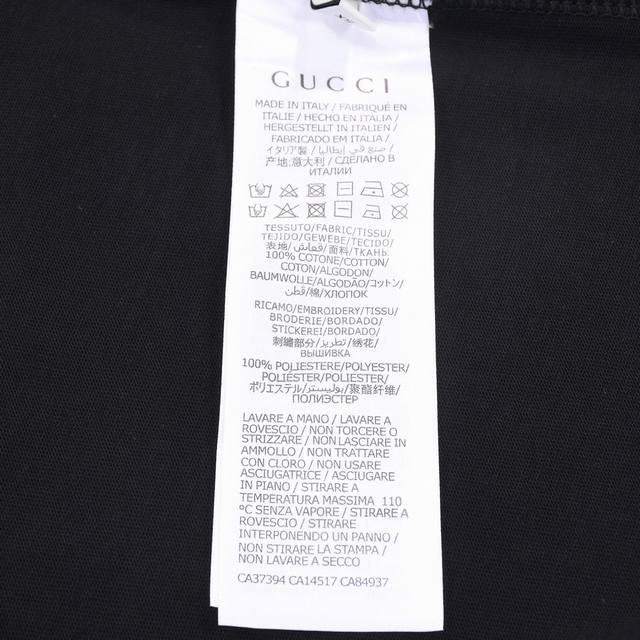 GUCCI
MADE IN ITALY / FABRIQUÉ EN
ITALIE / HECHO EN ITALIA /
HERGESTELLT IN ITALIEN /
FABRICADO EM ITALIA /
イタリア製 / صنع في إيطاليا /
产地:意大利 / СДЕЛАНО В
ИТАЛИИ
TESSUTO/FABRIC/TISSU/
TEJIDO/GEWEBE/TECIDO/
表地/قماش/面料/ТКАНЬ:
100% COTONE/COTTON/
COTON/ALGODON/
BAUMWOLLE/ALGODÃO/コットン/
قطن/棉/ХЛОПОК
RICAMO/EMBROIDERY/TISSU/
BRODERIE/BORDADO/
STICKEREI/BORDADO/
刺繍部分/تطريز/绣花/
ВЫШИВКА
100% POLIESTERE/POLYESTER/
POLIÉSTER/POLIESTER/
ポリエステル/بوليستر/聚酯纤维/
ПОЛИЭСТЕР
LAVARE A MANO / LAVARE A
ROVESCIO / NON TORCERE O
STRIZZARE / NON LASCIARE IN
AMMOLLO / NON TRATTARE
CON CLORO / NON USARE
ASCIUGATRICE / ASCIUGARE
IN PIANO / STIRARE A
TEMPERATURA MASSIMA 110
ºC SENZA VAPORE / STIRARE A
ROVESCIO / STIRARE
INTERPONENDO UN PANNO /
NON STIRARE LA STAMPA /
NON LAVARE A SECCO
CA37394 CA14517 CA84937